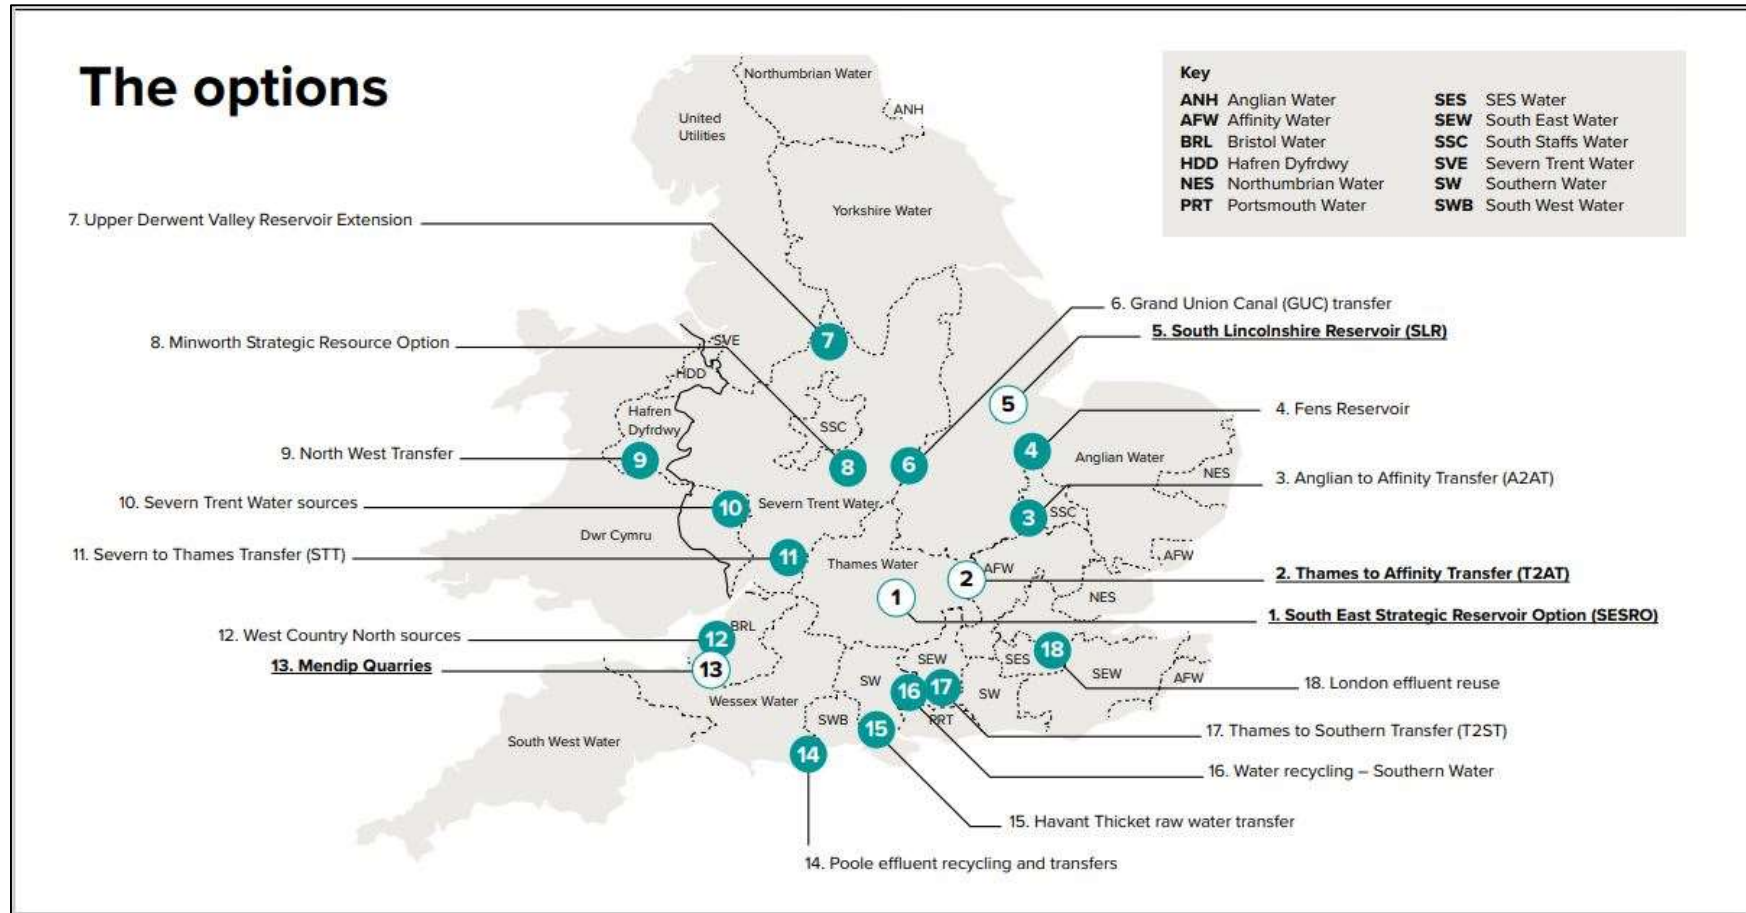 The options
Key
ANH Anglian Water
AFW Affinity Water
BRL Bristol Water
HDD Hafren Dyfrdwy
NES Northumbrian Water
PRT Portsmouth Water
SES SES Water
SEW South East Water
SSC South Staffs Water
SVE Severn Trent Water
SW Southern Water
SWB South West Water
Northumbrian Water
ANH
United
Utilities
Yorkshire Water
7. Upper Derwent Valley Reservoir Extension
6. Grand Union Canal (GUC) transfer
5. South Lincolnshire Reservoir (SLR)
8. Minworth Strategic Resource Option
SVE
7
HDD
5
Hafren
Dyfrdwy
SSC
4. Fens Reservoir
9. North West Transfer
9
8
6
4
Anglian Water
NES
3. Anglian to Affinity Transfer (A2AT)
10. Severn Trent Water sources
10
Severn Trent Water
3
SSC
Dwr Cymru
11. Severn to Thames Transfer (STT)
11
Thames Water
2
AFW
AFW
2. Thames to Affinity Transfer (T2AT)
1
NES
1. South East Strategic Reservoir Option (SESRO)
12. West Country North sources
12
BRL
13. Mendip Quarries
13
SEW
SES
18
SEW
AFW
18. London effluent reuse
SW
16
17
SW
Wessex Water
SWB
15
PRT
17. Thames to Southern Transfer (T2ST)
South West Water
14
16. Water recycling – Southern Water
15. Havant Thicket raw water transfer
14. Poole effluent recycling and transfers